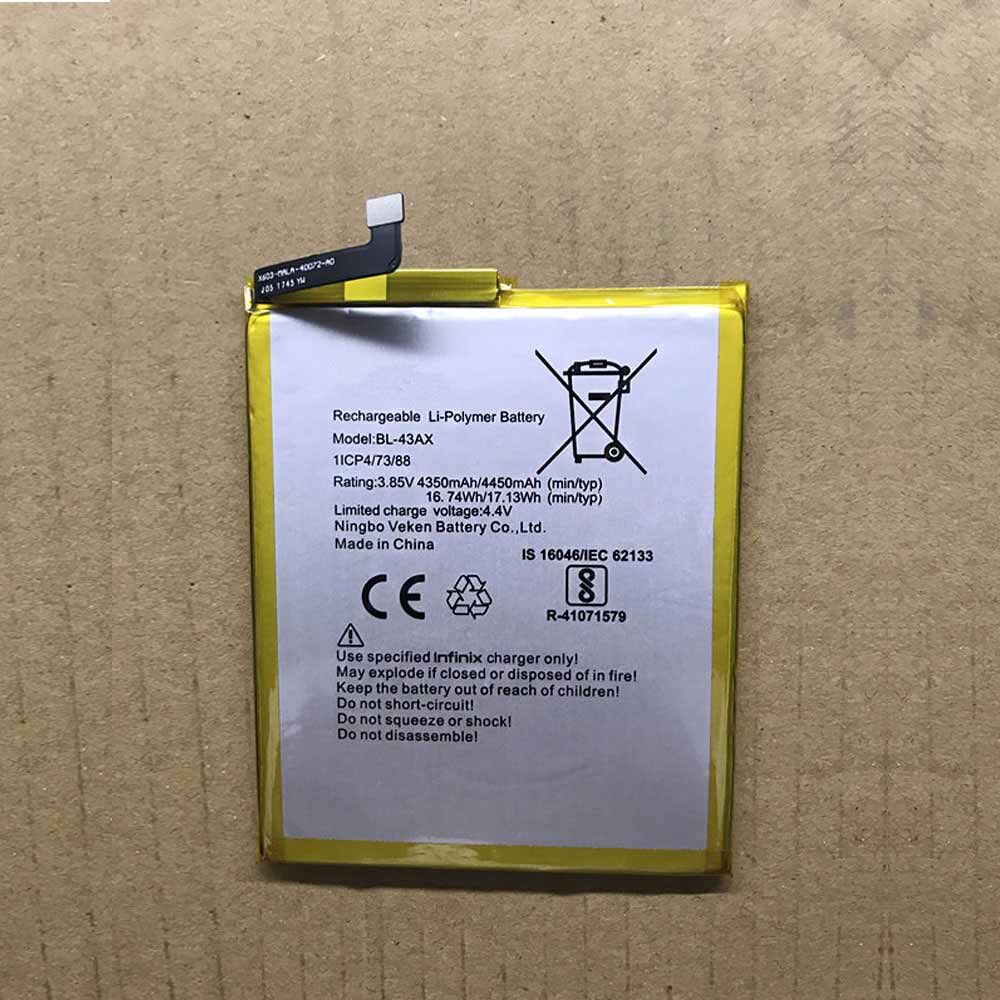 X603-MALA-40072-A0
J05 1745 YW
Rechargeable Li-Polymer Battery
Model:BL-43AX
1ICP4/73/88
Rating:3.85V 4350mAh/4450mAh (min/typ)
16.74Wh/17.13Wh (min/typ)
Limited charge voltage:4.4V
Ningbo Veken Battery Co.,Ltd.
Made in China
IS 16046/IEC 62133
CE
R-41071579
Use specified Infinix charger only!
May explode if closed or disposed of in fire!
Keep the battery out of reach of children!
Do not short-circuit!
Do not squeeze or shock!
Do not disassemble!